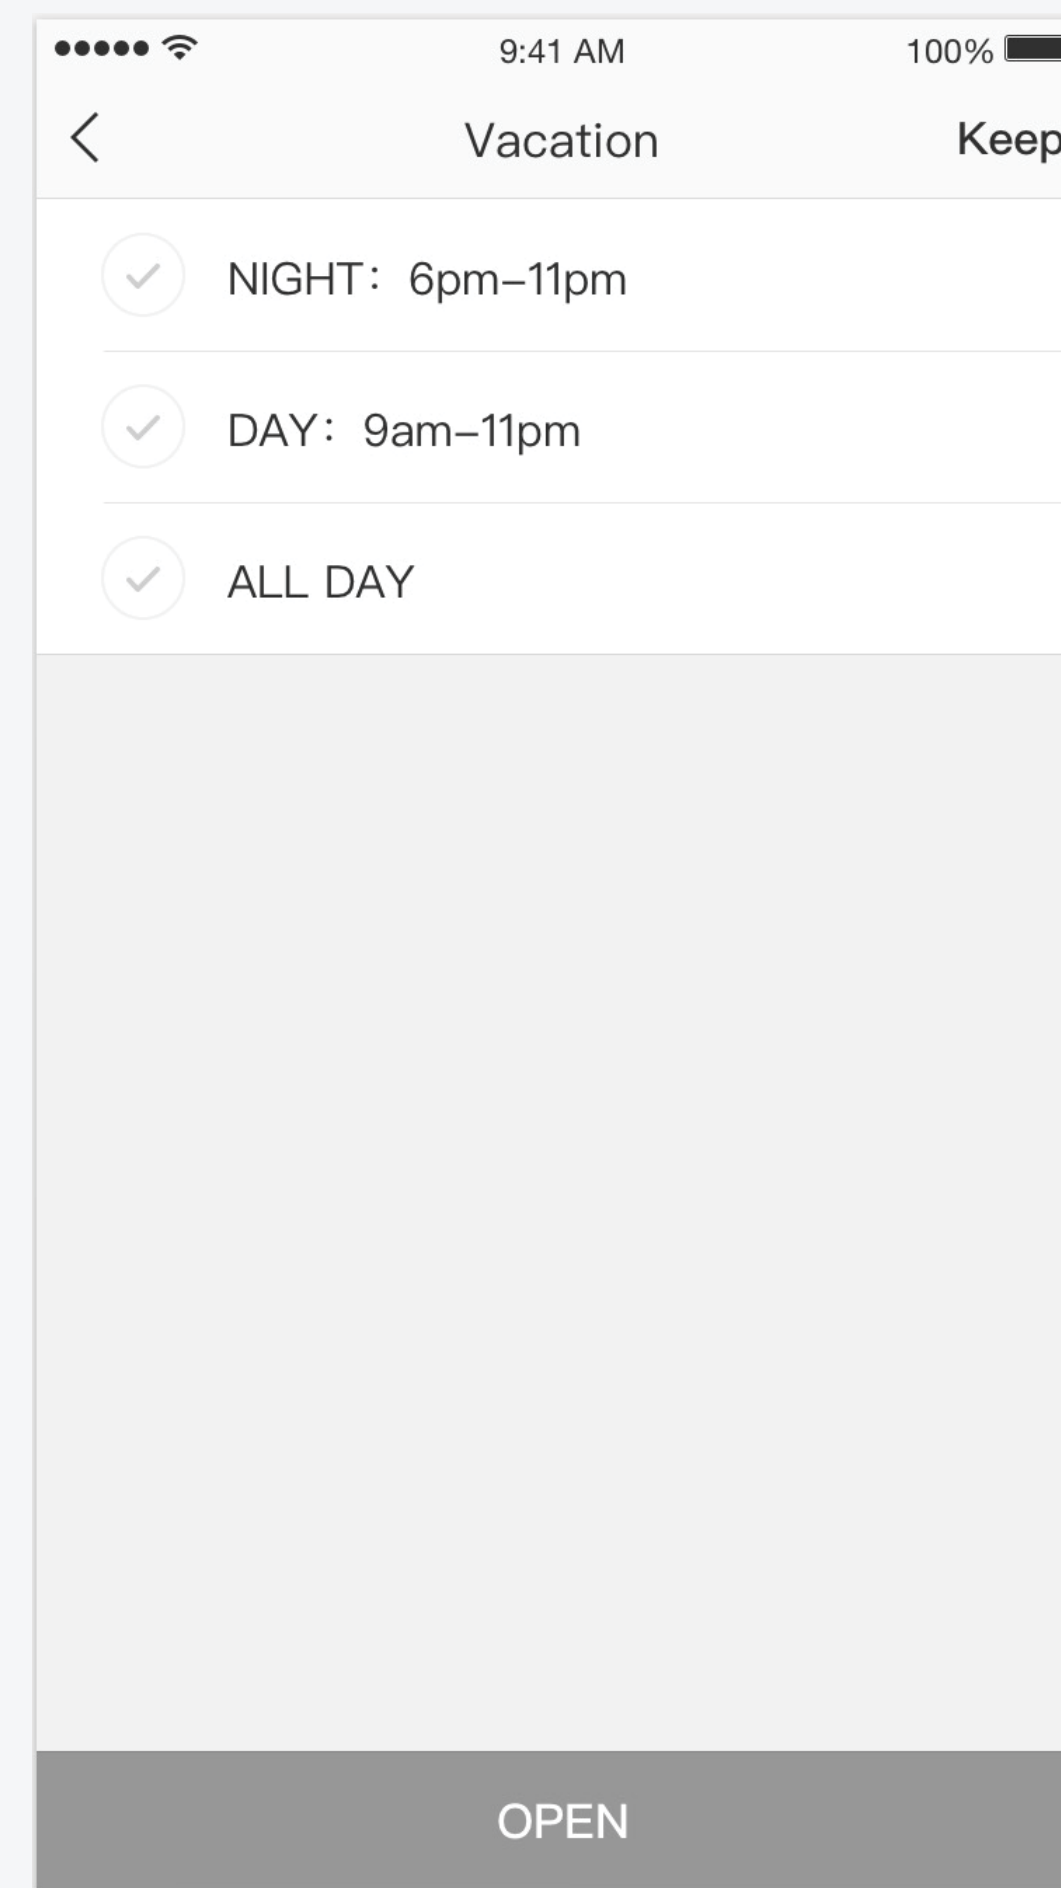 9:41 AM 100%
Vacation Keep
NIGHT： 6pm–11pm
DAY： 9am–11pm
ALL DAY
OPEN